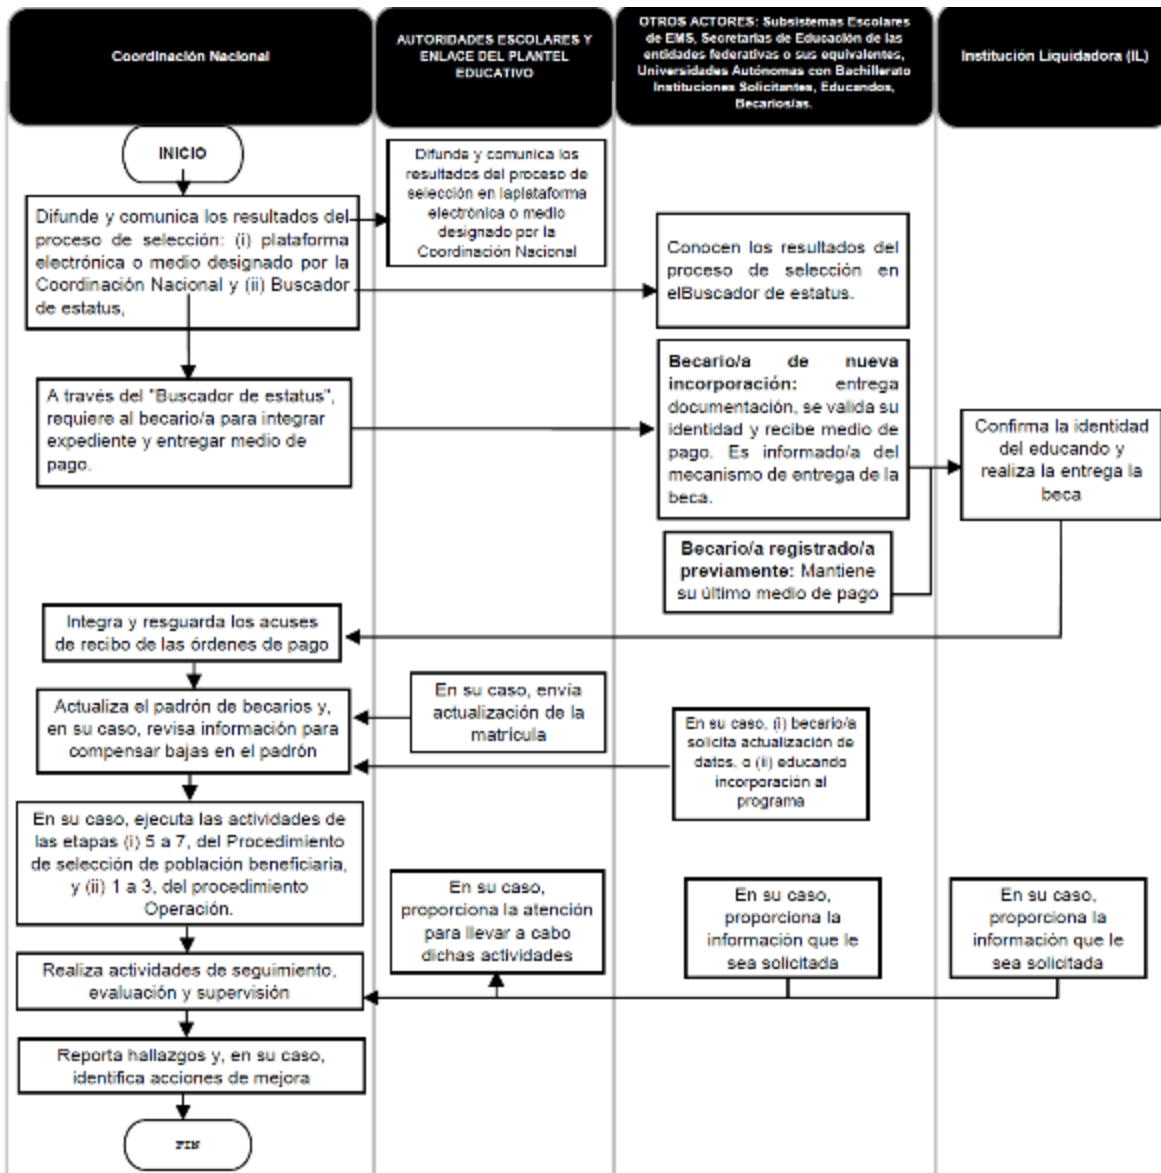 Coordinación Nacional
AUTORIDADES ESCOLARES Y
ENLACE DEL PLANTEL
EDUCATIVO
OTROS ACTORES: Subsistemas Escolares
de EMS, Secretarias de Educación de las
entidades federativas o sus equivalentes,
Universidades Autónomas con Bachillerato
Instituciones Solicitantes, Educandos,
Becarios/as.
Institución Liquidadora (IL)
INICIO
Difunde y comunica los resultados del
proceso de selección: (i) plataforma
electrónica o medio designado por la
Coordinación Nacional y (ii) Buscador
de estatus,
Difunde y comunica los
resultados del proceso de
selección en laplataforma
electrónica o medio
designado por la
Coordinación Nacional
Conocen los resultados del
proceso de selección en
elBuscador de estatus.
A través del "Buscador de estatus",
requiere al becario/a para integrar
expediente y entregar medio de
pago.
Becario/a de nueva
incorporación: entrega
documentación, se valida su
identidad y recibe medio de
pago. Es informado/a del
mecanismo de entrega de la
beca.
Confirma la identidad
del educando y
realiza la entrega la
beca
Becario/a registrado/a
previamente: Mantiene
su último medio de pago
Integra y resguarda los acuses
de recibo de las órdenes de pago
Actualiza el padrón de becarios y,
en su caso, revisa información para
compensar bajas en el padrón
En su caso, envía
actualización de la
matrícula
En su caso, (i) becario/a
solicita actualización de
datos, o (ii) educando
incorporación al
programa
En su caso, ejecuta las actividades de
las etapas (i) 5 a 7, del Procedimiento
de selección de población beneficiaria,
y (ii) 1 a 3, del procedimiento
Operación.
En su caso,
proporciona la atención
para llevar a cabo
dichas actividades
En su caso,
proporciona la
información que le
sea solicitada
En su caso,
proporciona la
información que le
sea solicitada
Realiza actividades de seguimiento,
evaluación y supervisión
Reporta hallazgos y, en su caso,
identifica acciones de mejora
FIN